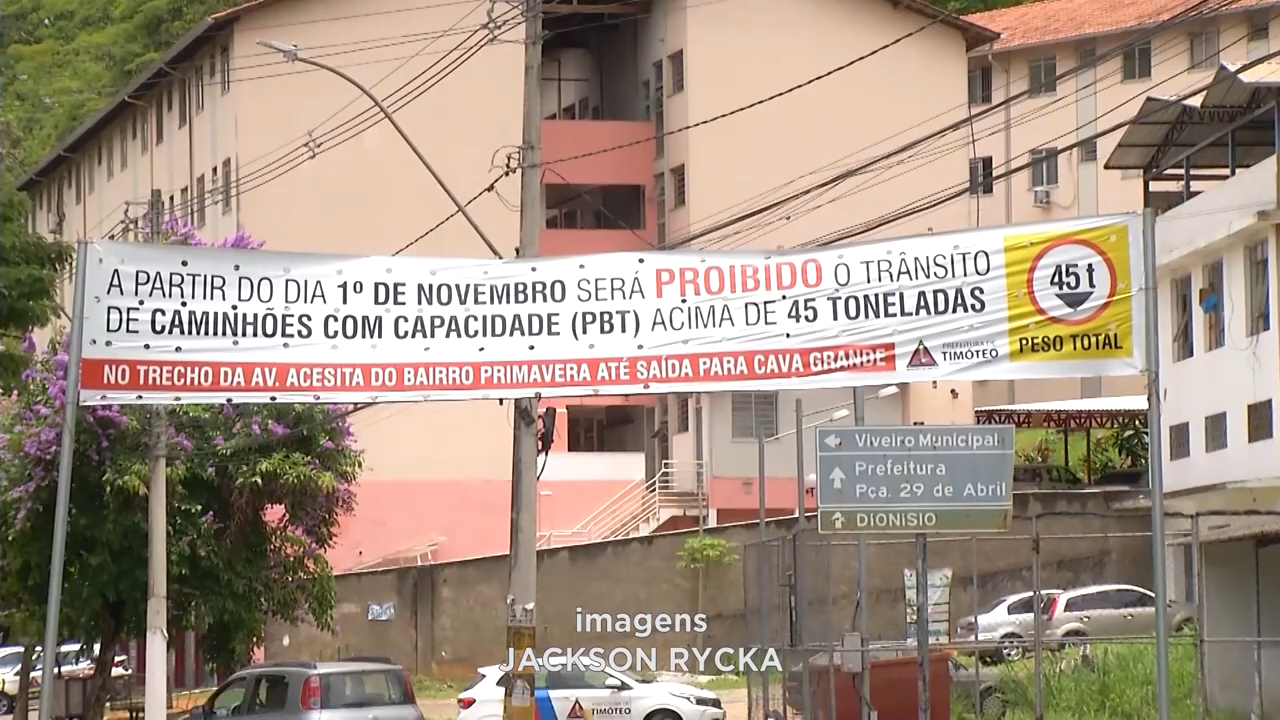 A PARTIR DO DIA 1º DE NOVEMBRO SERÁ PROIBIDO O TRÂNSITO
DE CAMINHÕES COM CAPACIDADE (PBT) ACIMA DE 45 TONELADAS
NO TRECHO DA AV. ACESITA DO BAIRRO PRIMAVERA ATÉ SAÍDA PARA CAVA GRANDE
PREFEITURA DE
TIMÓTEO
45 t
PESO TOTAL
Viveiro Municipal
Prefeitura
Pça. 29 de Abril
DIONÍSIO
imagens
JACKSON RYCKA
TIMÓTEO